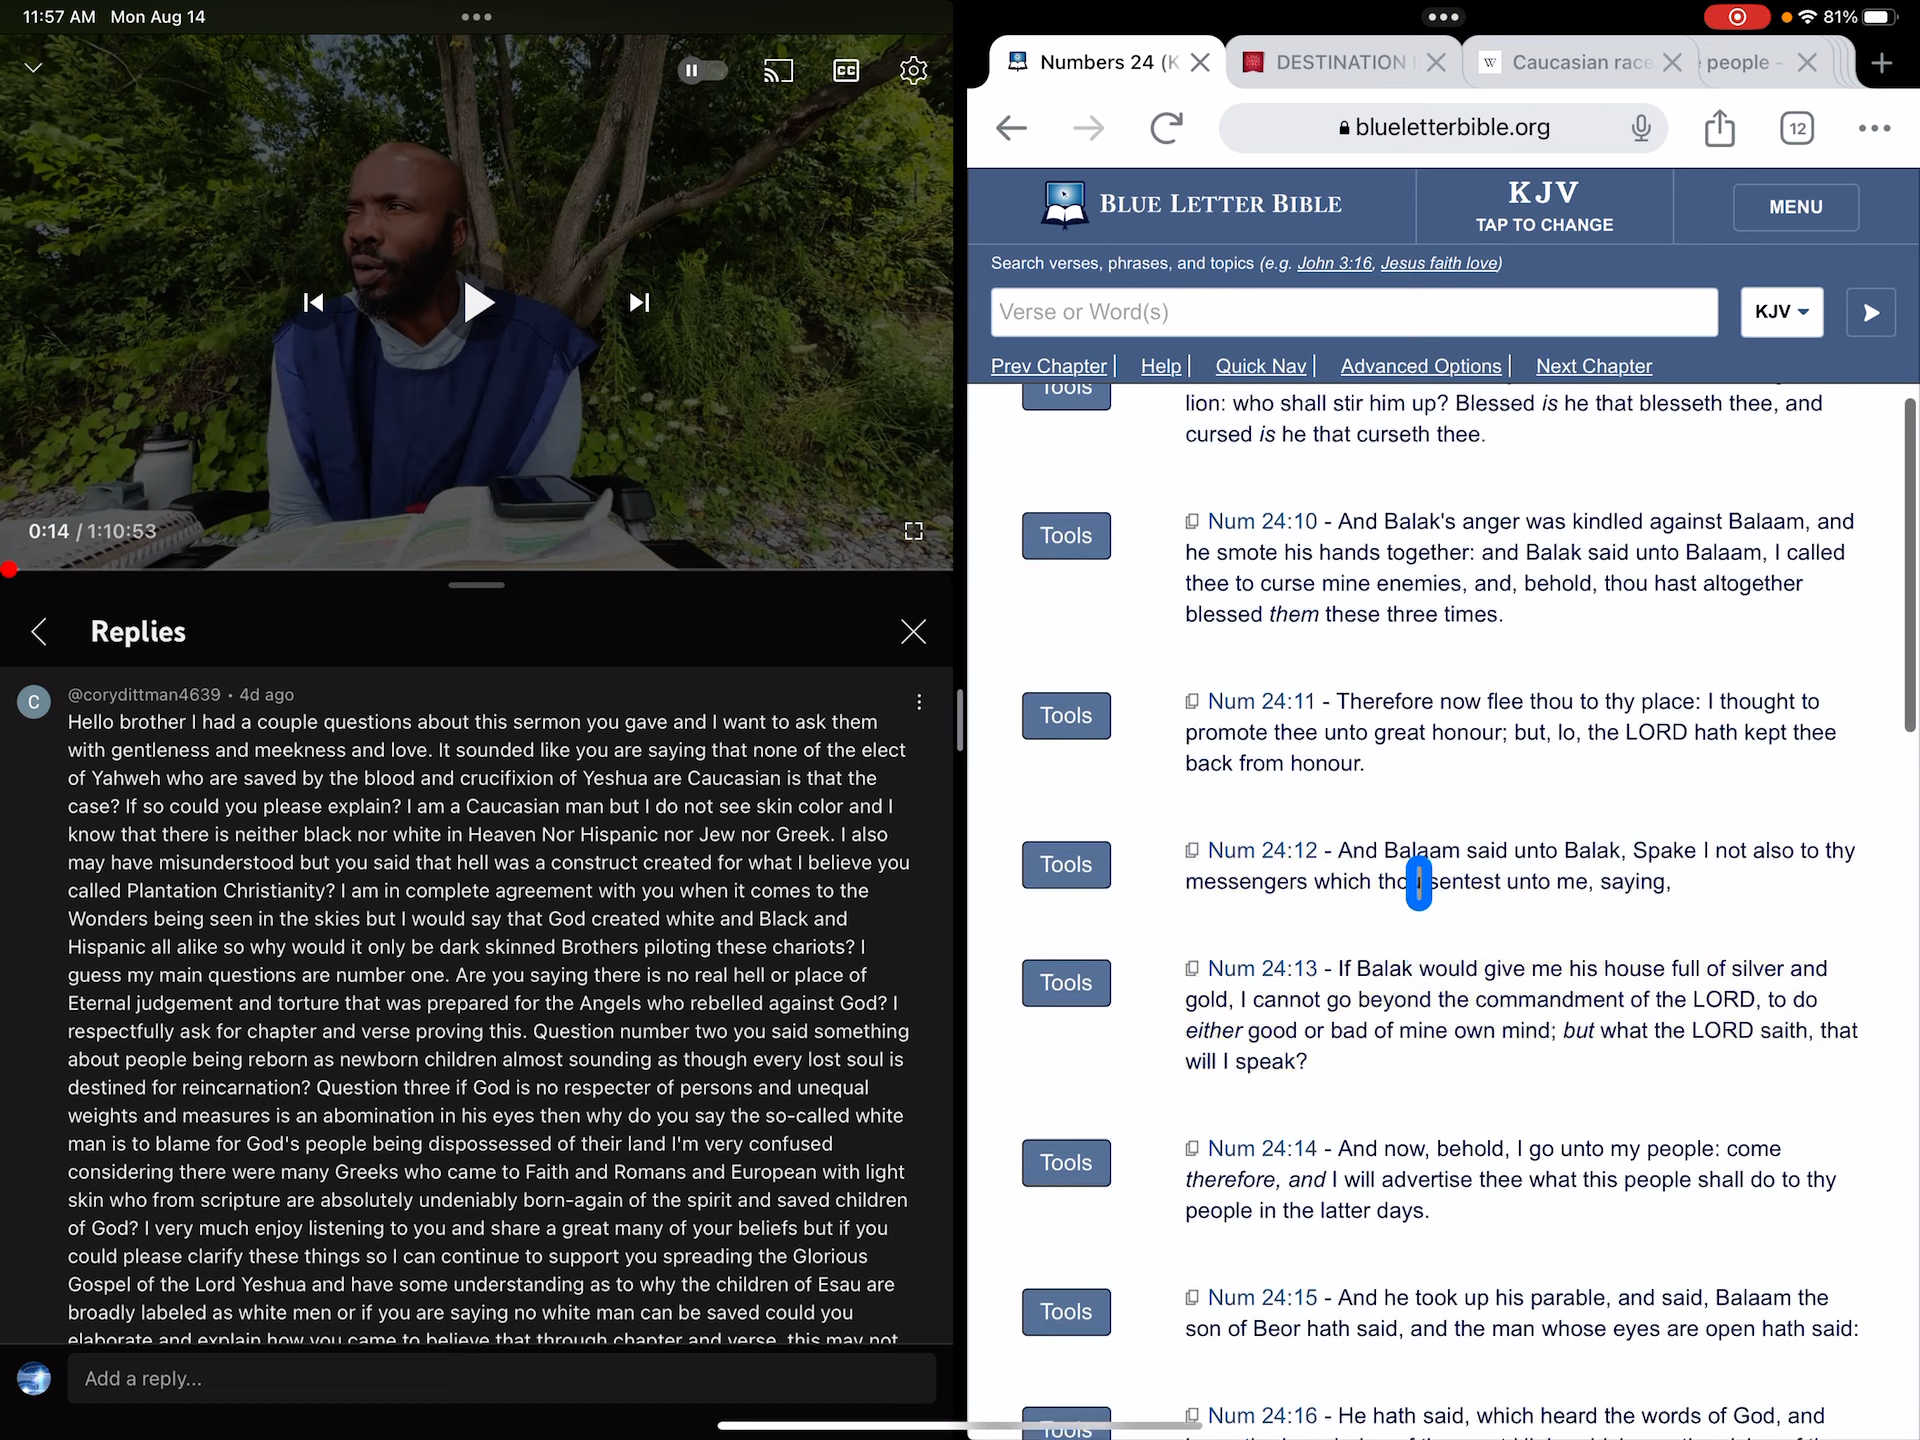 11:57 AM Mon Aug 14
CC
0:14 / 1:10:53
Replies
C
@corydittman4639 • 4d ago
Hello brother I had a couple questions about this sermon you gave and I want to ask them
with gentleness and meekness and love. It sounded like you are saying that none of the elect
of Yahweh who are saved by the blood and crucifixion of Yeshua are Caucasian is that the
case? If so could you please explain? I am a Caucasian man but I do not see skin color and I
know that there is neither black nor white in Heaven Nor Hispanic nor Jew nor Greek. I also
may have misunderstood but you said that hell was a construct created for what I believe you
called Plantation Christianity? I am in complete agreement with you when it comes to the
Wonders being seen in the skies but I would say that God created white and Black and
Hispanic all alike so why would it only be dark skinned Brothers piloting these chariots? I
guess my main questions are number one. Are you saying there is no real hell or place of
Eternal judgement and torture that was prepared for the Angels who rebelled against God? I
respectfully ask for chapter and verse proving this. Question number two you said something
about people being reborn as newborn children almost sounding as though every lost soul is
destined for reincarnation? Question three if God is no respecter of persons and unequal
weights and measures is an abomination in his eyes then why do you say the so-called white
man is to blame for God's people being dispossessed of their land I'm very confused
considering there were many Greeks who came to Faith and Romans and European with light
skin who from scripture are absolutely undeniably born-again of the spirit and saved children
of God? I very much enjoy listening to you and share a great many of your beliefs but if you
could please clarify these things so I can continue to support you spreading the Glorious
Gospel of the Lord Yeshua and have some understanding as to why the children of Esau are
broadly labeled as white men or if you are saying no white man can be saved could you
elaborate and explain how you came to believe that through chapter and verse, this may not
Add a reply...
81%
Numbers 24 (K
DESTINATION
W Caucasian race
people -
blueletterbible.org
12
BLUE LETTER BIBLE
KJV
TAP TO CHANGE
MENU
Search verses, phrases, and topics (e.g. John 3:16, Jesus faith love)
Verse or Word(s)
KJV
Prev Chapter | Help | Quick Nav | Advanced Options | Next Chapter
Tools
lion: who shall stir him up? Blessed is he that blesseth thee, and
cursed is he that curseth thee.
Tools
Num 24:10 - And Balak's anger was kindled against Balaam, and
he smote his hands together: and Balak said unto Balaam, I called
thee to curse mine enemies, and, behold, thou hast altogether
blessed them these three times.
Tools
Num 24:11 - Therefore now flee thou to thy place: I thought to
promote thee unto great honour; but, lo, the LORD hath kept thee
back from honour.
Tools
Num 24:12 - And Balaam said unto Balak, Spake I not also to thy
messengers which thou sentest unto me, saying,
Tools
Num 24:13 - If Balak would give me his house full of silver and
gold, I cannot go beyond the commandment of the LORD, to do
either good or bad of mine own mind; but what the LORD saith, that
will I speak?
Tools
Num 24:14 - And now, behold, I go unto my people: come
therefore, and I will advertise thee what this people shall do to thy
people in the latter days.
Tools
Num 24:15 - And he took up his parable, and said, Balaam the
son of Beor hath said, and the man whose eyes are open hath said:
Tools
Num 24:16 - He hath said, which heard the words of God, and